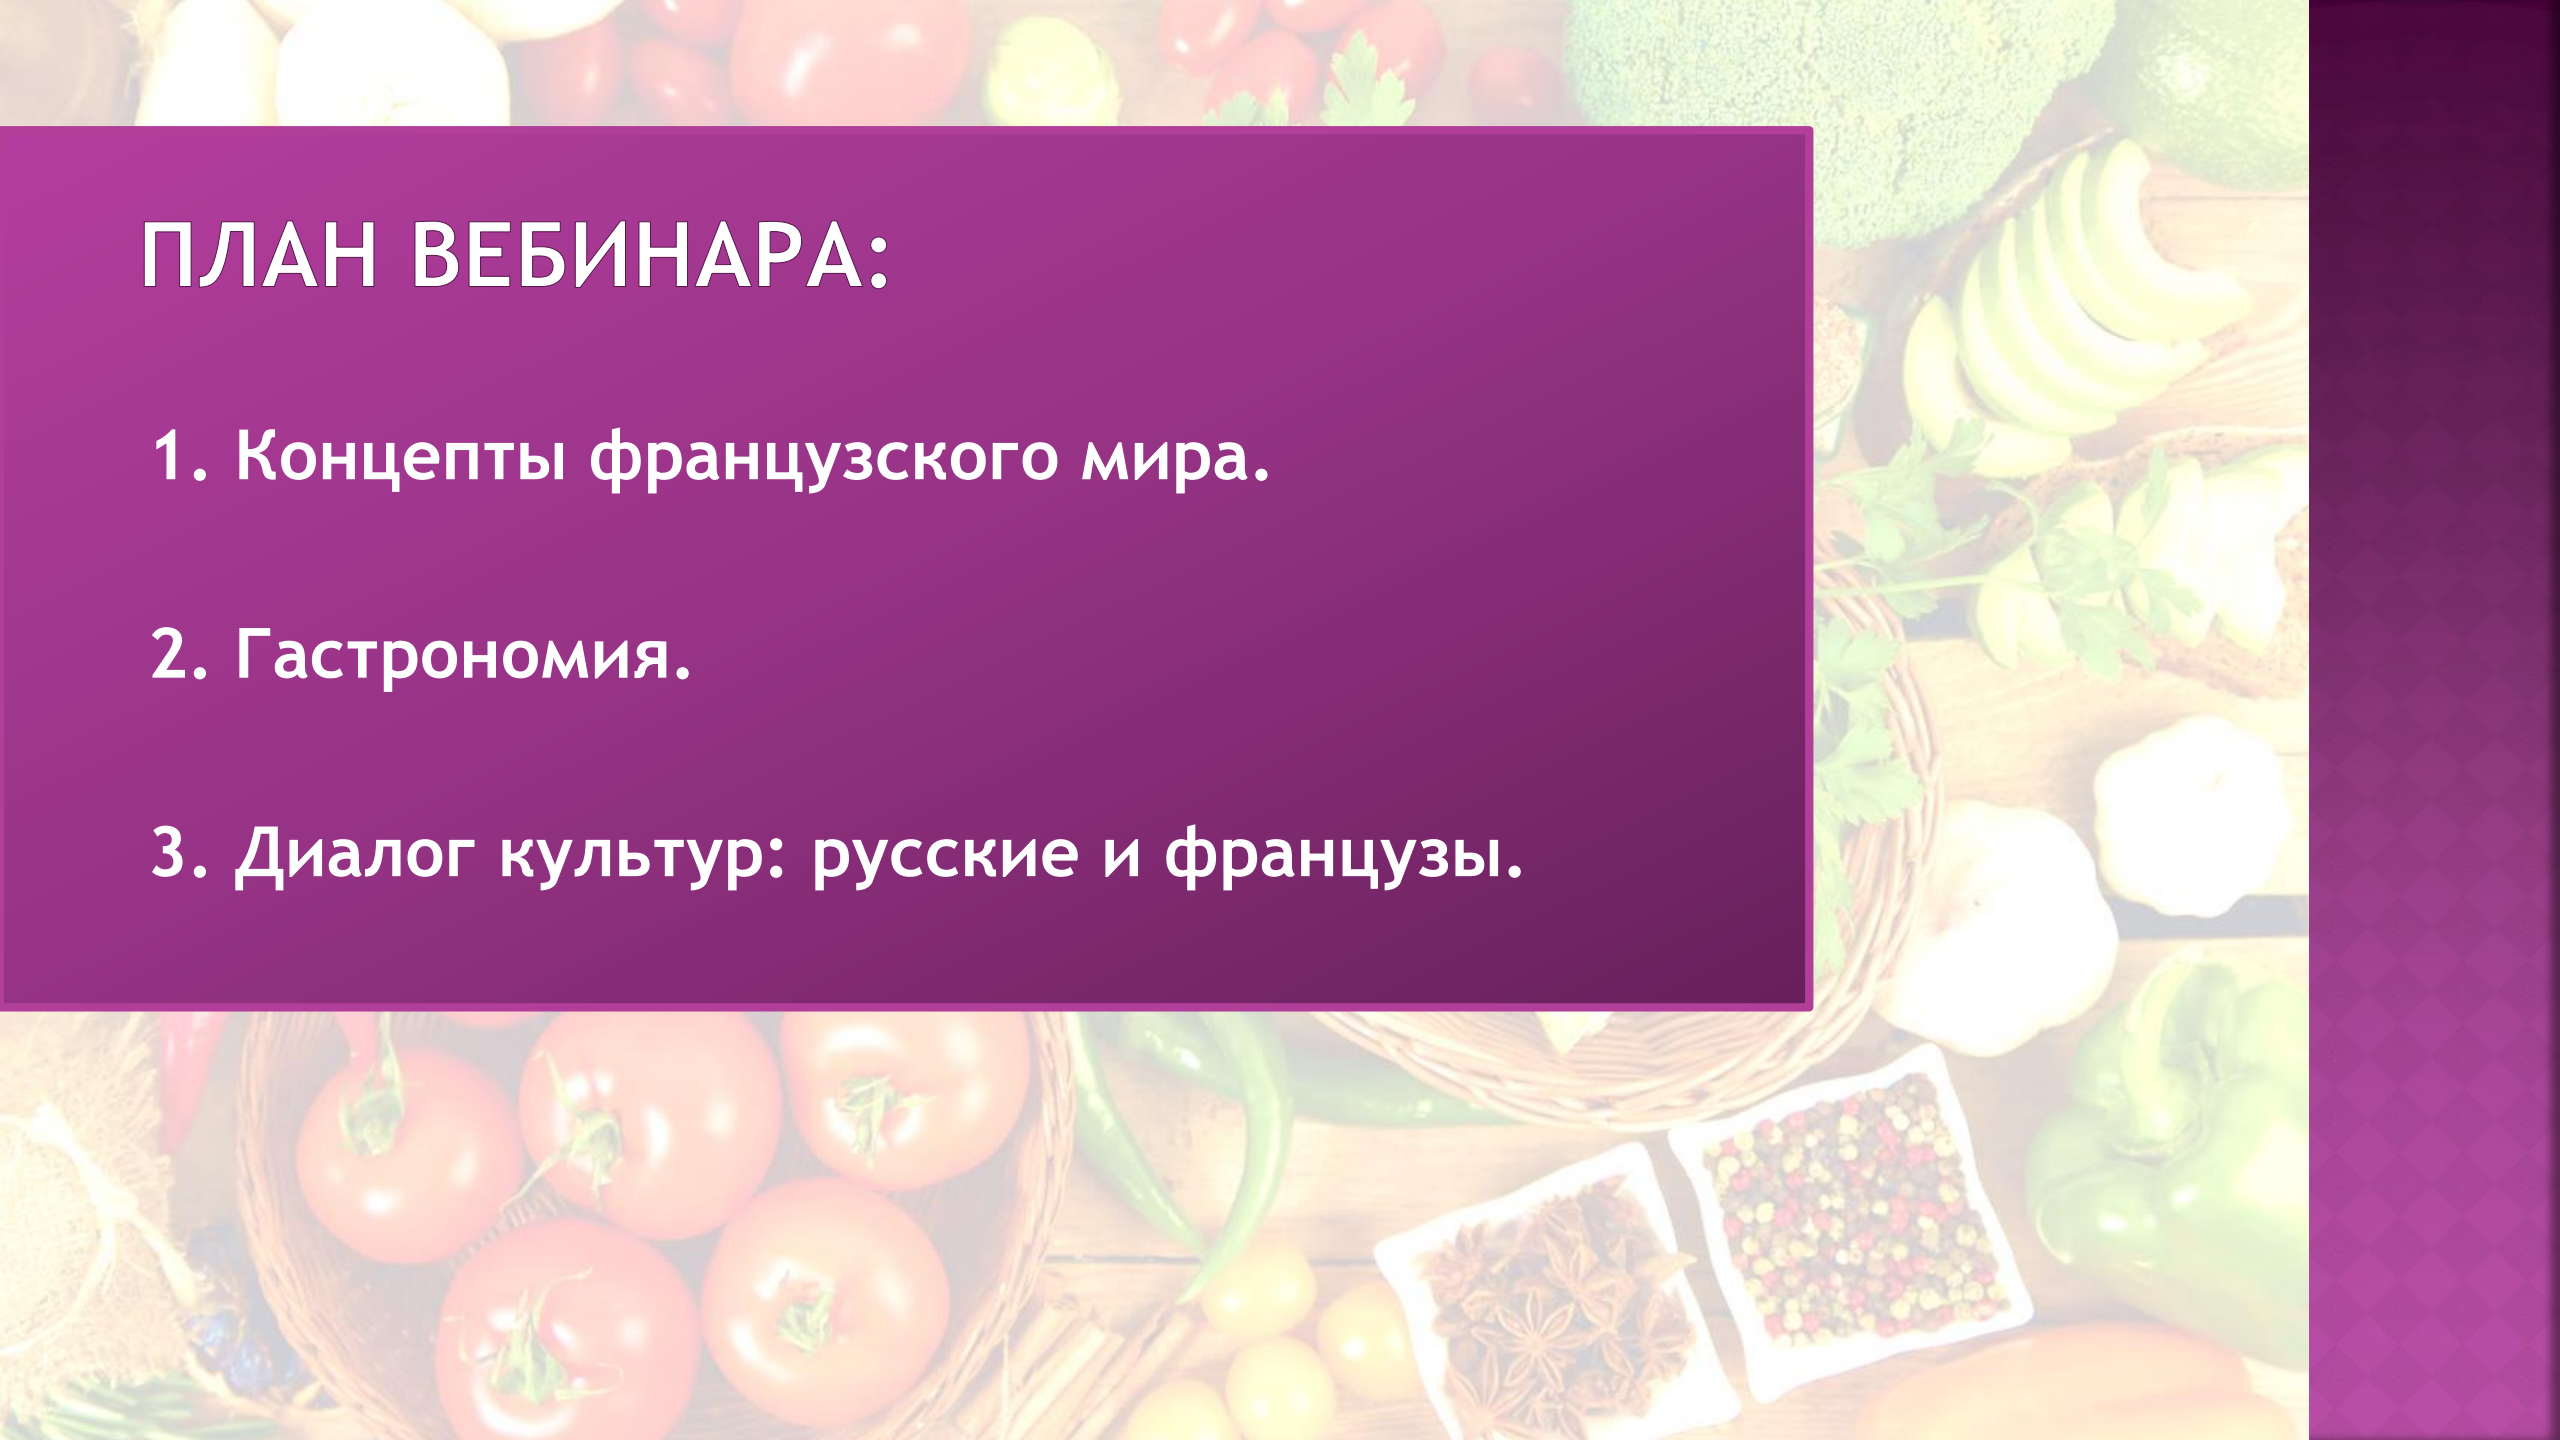 ПЛАН ВЕБИНАРА:
1. Концепты французского мира.
2. Гастрономия.
3. Диалог культур: русские и французы.